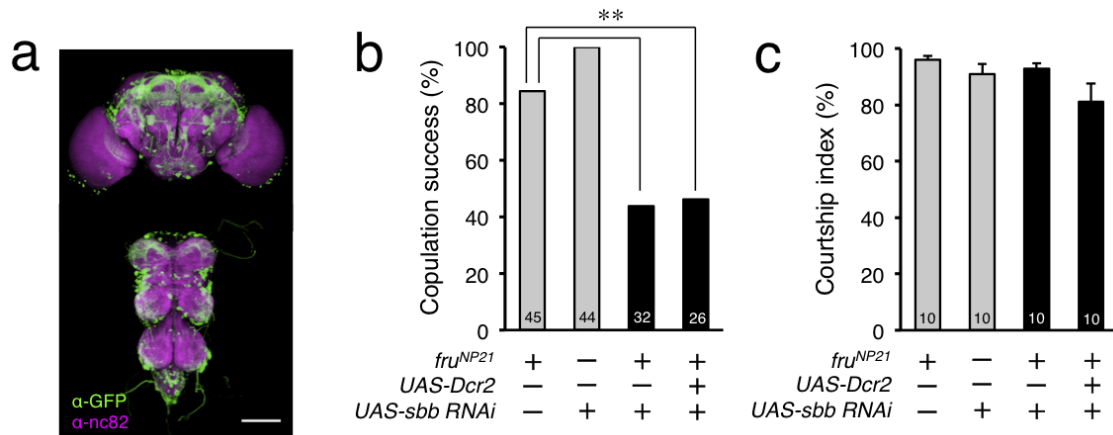 a
α-GFP
α-nc82
b
**
Copulation success (%)
100
80
60
40
20
0
45 44 32 26
fruNP21 + − + +
UAS-Dcr2 − − − +
UAS-sbb RNAi − + + +
c
Courtship index (%)
100
80
60
40
20
0
10 10 10 10
fruNP21 + − + +
UAS-Dcr2 − − − +
UAS-sbb RNAi − + + +